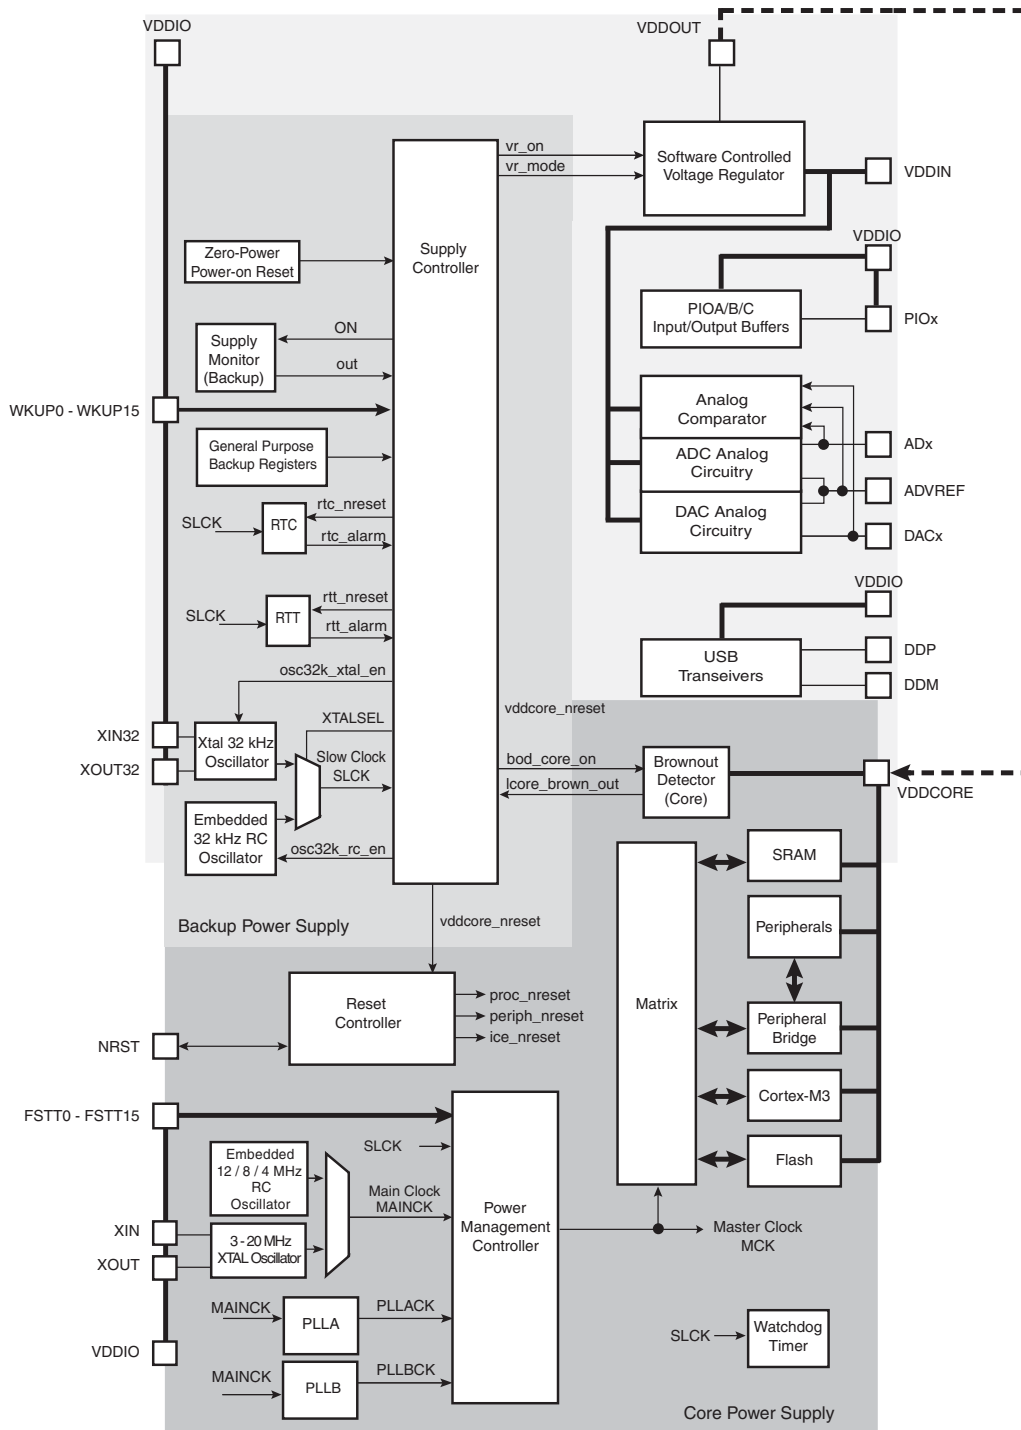 VDDIO
VDDOUT
vr_on
vr_mode
Software Controlled
Voltage Regulator
VDDIN
Supply
Controller
Zero-Power
Power-on Reset
VDDIO
PIOA/B/C
Input/Output Buffers
PIOx
ON
Supply
Monitor
(Backup)
out
WKUP0 - WKUP15
Analog
Comparator
ADx
General Purpose
Backup Registers
ADC Analog
Circuitry
ADVREF
rtc_nreset
SLCK
RTC
rtc_alarm
DAC Analog
Circuitry
DACx
VDDIO
rtt_nreset
SLCK
RTT
rtt_alarm
USB
Transeivers
DDP
DDM
osc32k_xtal_en
vddcore_nreset
XTALSEL
XIN32
Xtal 32 kHz
Oscillator
XOUT32
Slow Clock
SLCK
bod_core_on
lcore_brown_out
Brownout
Detector
(Core)
VDDCORE
Embedded
32 kHz RC
Oscillator
osc32k_rc_en
SRAM
Backup Power Supply
vddcore_nreset
Peripherals
Reset
Controller
proc_nreset
periph_nreset
ice_nreset
NRST
Matrix
Peripheral
Bridge
Cortex-M3
FSTT0 - FSTT15
SLCK
Flash
Embedded
12 / 8 / 4 MHz
RC
Oscillator
Main Clock
MAINCK
Power
Management
Controller
XIN
3 - 20 MHz
XTAL Oscillator
XOUT
Master Clock
MCK
MAINCK
PLLA
PLLACK
VDDIO
SLCK
Watchdog
Timer
MAINCK
PLLB
PLLBCK
Core Power Supply